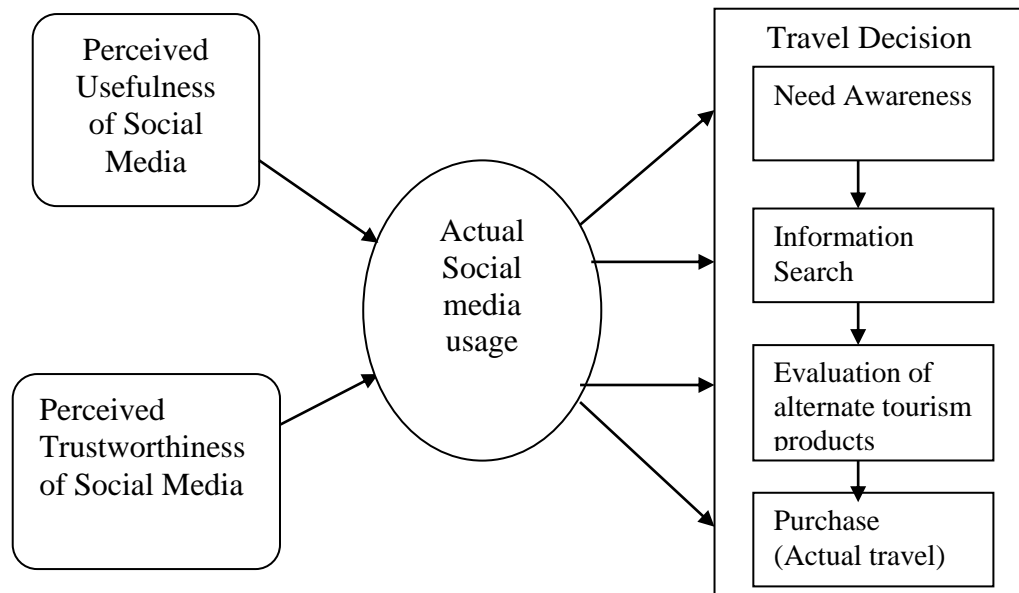 Perceived
Usefulness
of Social
Media
Perceived
Trustworthiness
of Social Media
Actual
Social
media
usage
Travel Decision
Need Awareness
Information
Search
Evaluation of
alternate tourism
products
Purchase
(Actual travel)